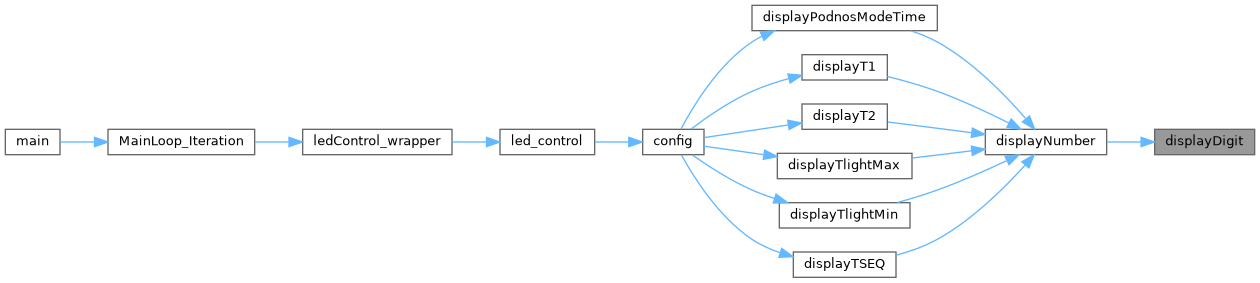 main
MainLoop_Iteration
ledControl_wrapper
led_control
config
displayPodnosModeTime
displayT1
displayT2
displayTlightMax
displayTlightMin
displayTSEQ
displayNumber
displayDigit